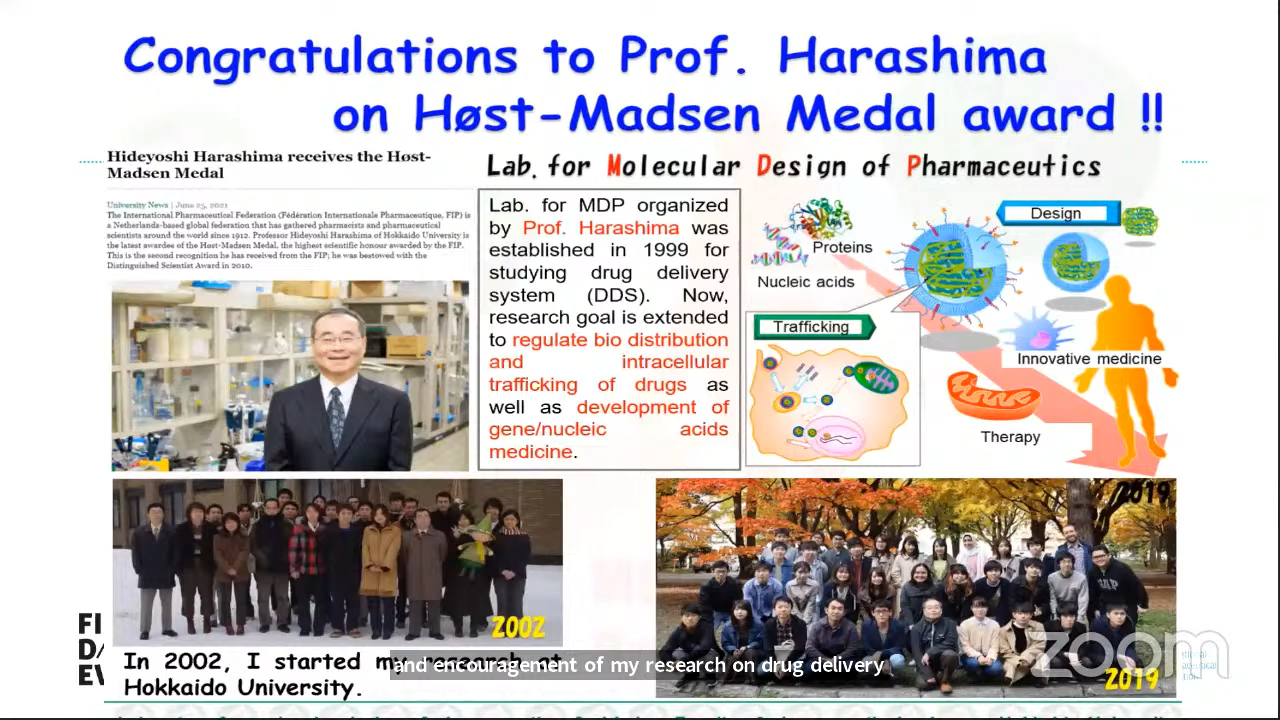 Congratulations to Prof. Harashima
on Høst-Madsen Medal award !!
Hideyoshi Harashima receives the Høst-
Madsen Medal
University News | June 25, 2021
The International Pharmaceutical Federation (Fédération Internationale Pharmaceutique, FIP) is
a Netherlands-based global federation that has gathered pharmacists and pharmaceutical
scientists around the world since 1912. Professor Hideyoshi Harashima of Hokkaido University is
the latest awardee of the Høst-Madsen Medal, the highest scientific honour awarded by the FIP.
This is the second recognition he has received from the FIP; he was bestowed with the
Distinguished Scientist Award in 2010.
Lab. for Molecular Design of Pharmaceutics
Lab. for MDP organized
by Prof. Harashima was
established in 1999 for
studying drug delivery
system (DDS). Now,
research goal is extended
to regulate bio distribution
and intracellular
trafficking of drugs as
well as development of
gene/nucleic acids
medicine.
Proteins
Nucleic acids
Design
Trafficking
Innovative medicine
Therapy
2002
2019
2019
FI
D
EV
In 2002, I started my
Hokkaido University.
and encouragement of my research on drug delivery
zoom